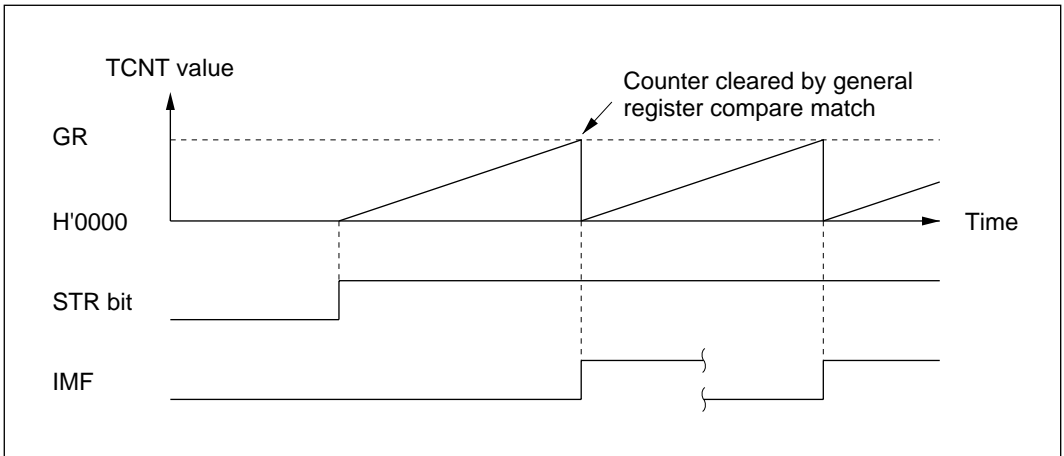 TCNT value
Counter cleared by general
register compare match
GR
H'0000
Time
STR bit
IMF